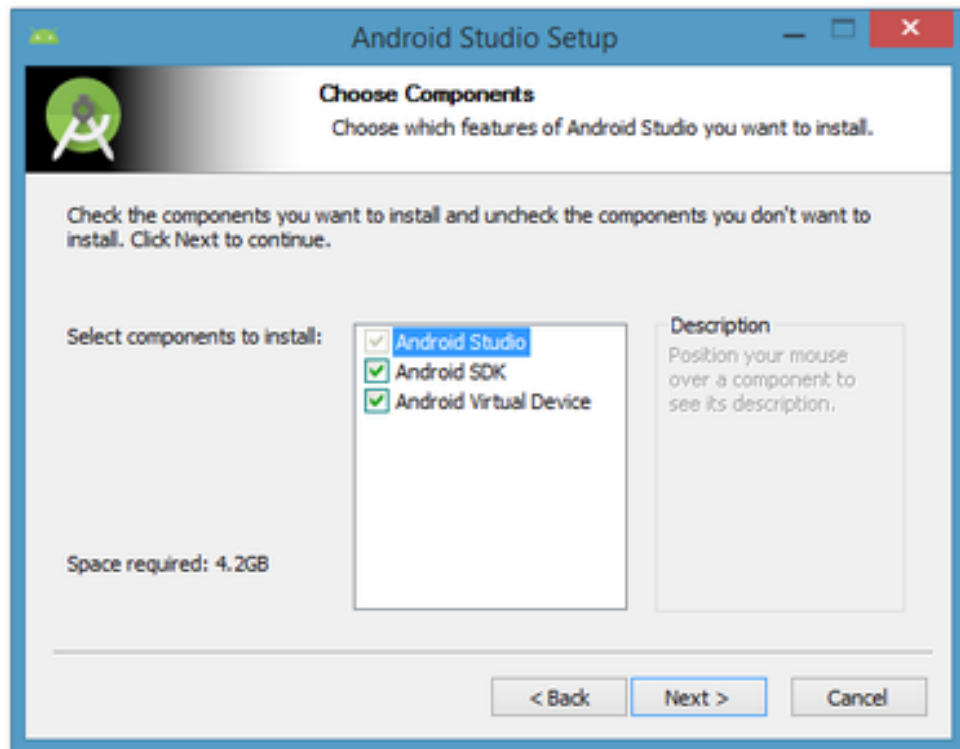 Android Studio Setup
Choose Components
Choose which features of Android Studio you want to install.
Check the components you want to install and uncheck the components you don't want to
install. Click Next to continue.
Select components to install:
Android Studio
Android SDK
Android Virtual Device
Description
Position your mouse
over a component to
see its description.
Space required: 4.2GB
< Back
Next >
Cancel